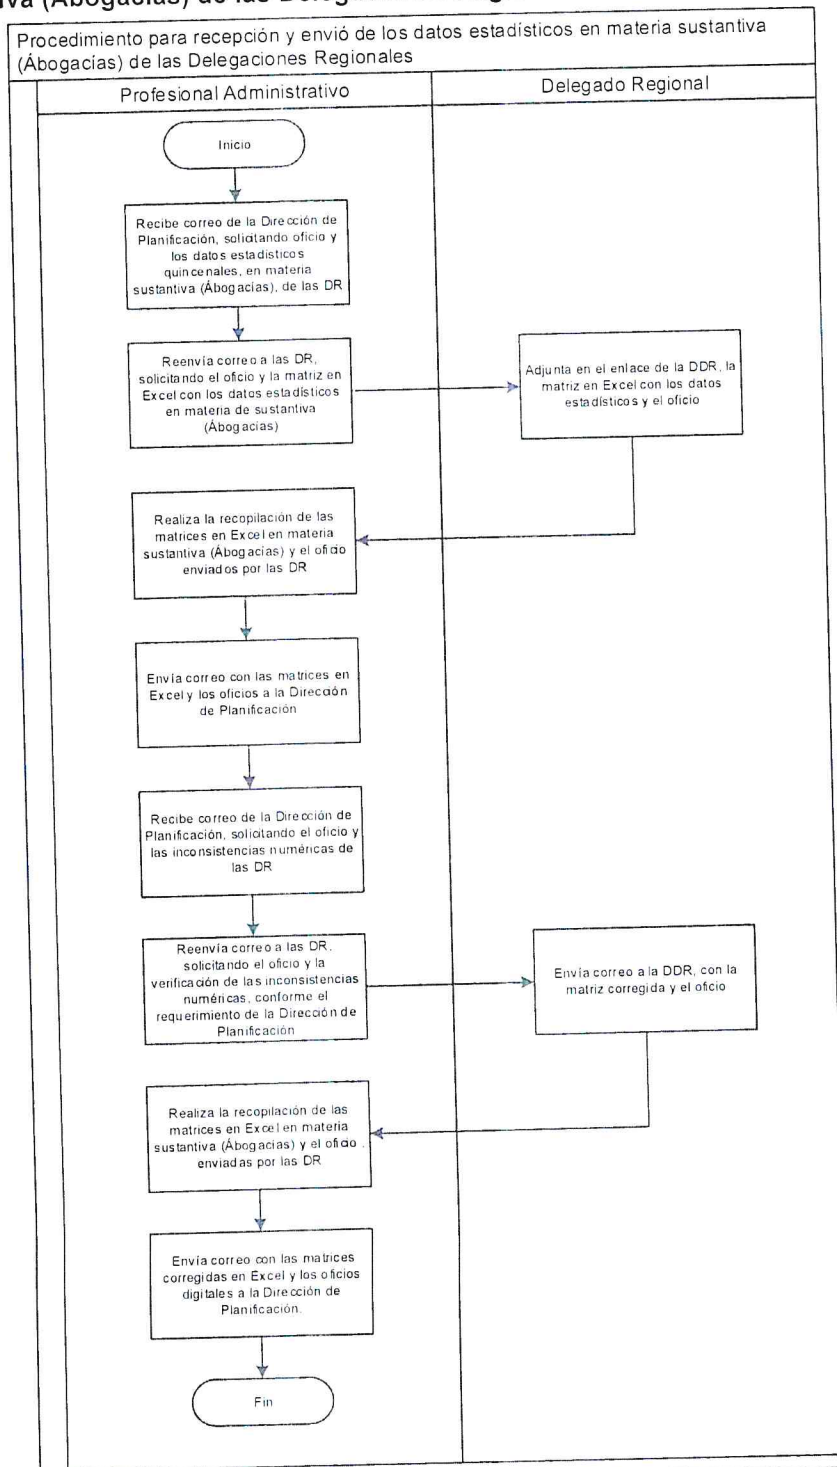 iva (Abogacías) de las
Procedimiento para recepción y envió de los datos estadísticos en materia sustantiva
(Ábogacías) de las Delegaciones Regionales
Profesional Administrativo
Delegado Regional
Inicio
Recibe correo de la Dirección de
Planificación, solicitando oficio y
los datos estadísticos
quincenales, en materia
sustantiva (Ábogacías), de las DR
Reenvía correo a las DR,
solicitando el oficio y la matriz en
Excel con los datos estadísticos
en materia de sustantiva
(Ábogacías)
Adjunta en el enlace de la DDR, la
matriz en Excel con los datos
estadísticos y el oficio
Realiza la recopilación de las
matrices en Excel en materia
sustantiva (Ábogacías) y el oficio
enviados por las DR
Envía correo con las matrices en
Excel y los oficios a la Dirección
de Planificación
Recibe correo de la Dirección de
Planificación, solicitando el oficio y
las inconsistencias numéricas de
las DR
Reenvía correo a las DR,
solicitando el oficio y la
verificación de las inconsistencias
numéricas, conforme el
requerimiento de la Dirección de
Planificación
Envía correo a la DDR, con la
matriz corregida y el oficio
Realiza la recopilación de las
matrices en Excel en materia
sustantiva (Ábogacías) y el oficio
enviadas por las DR
Envía correo con las matrices
corregidas en Excel y los oficios
digitales a la Dirección de
Planificación.
Fin